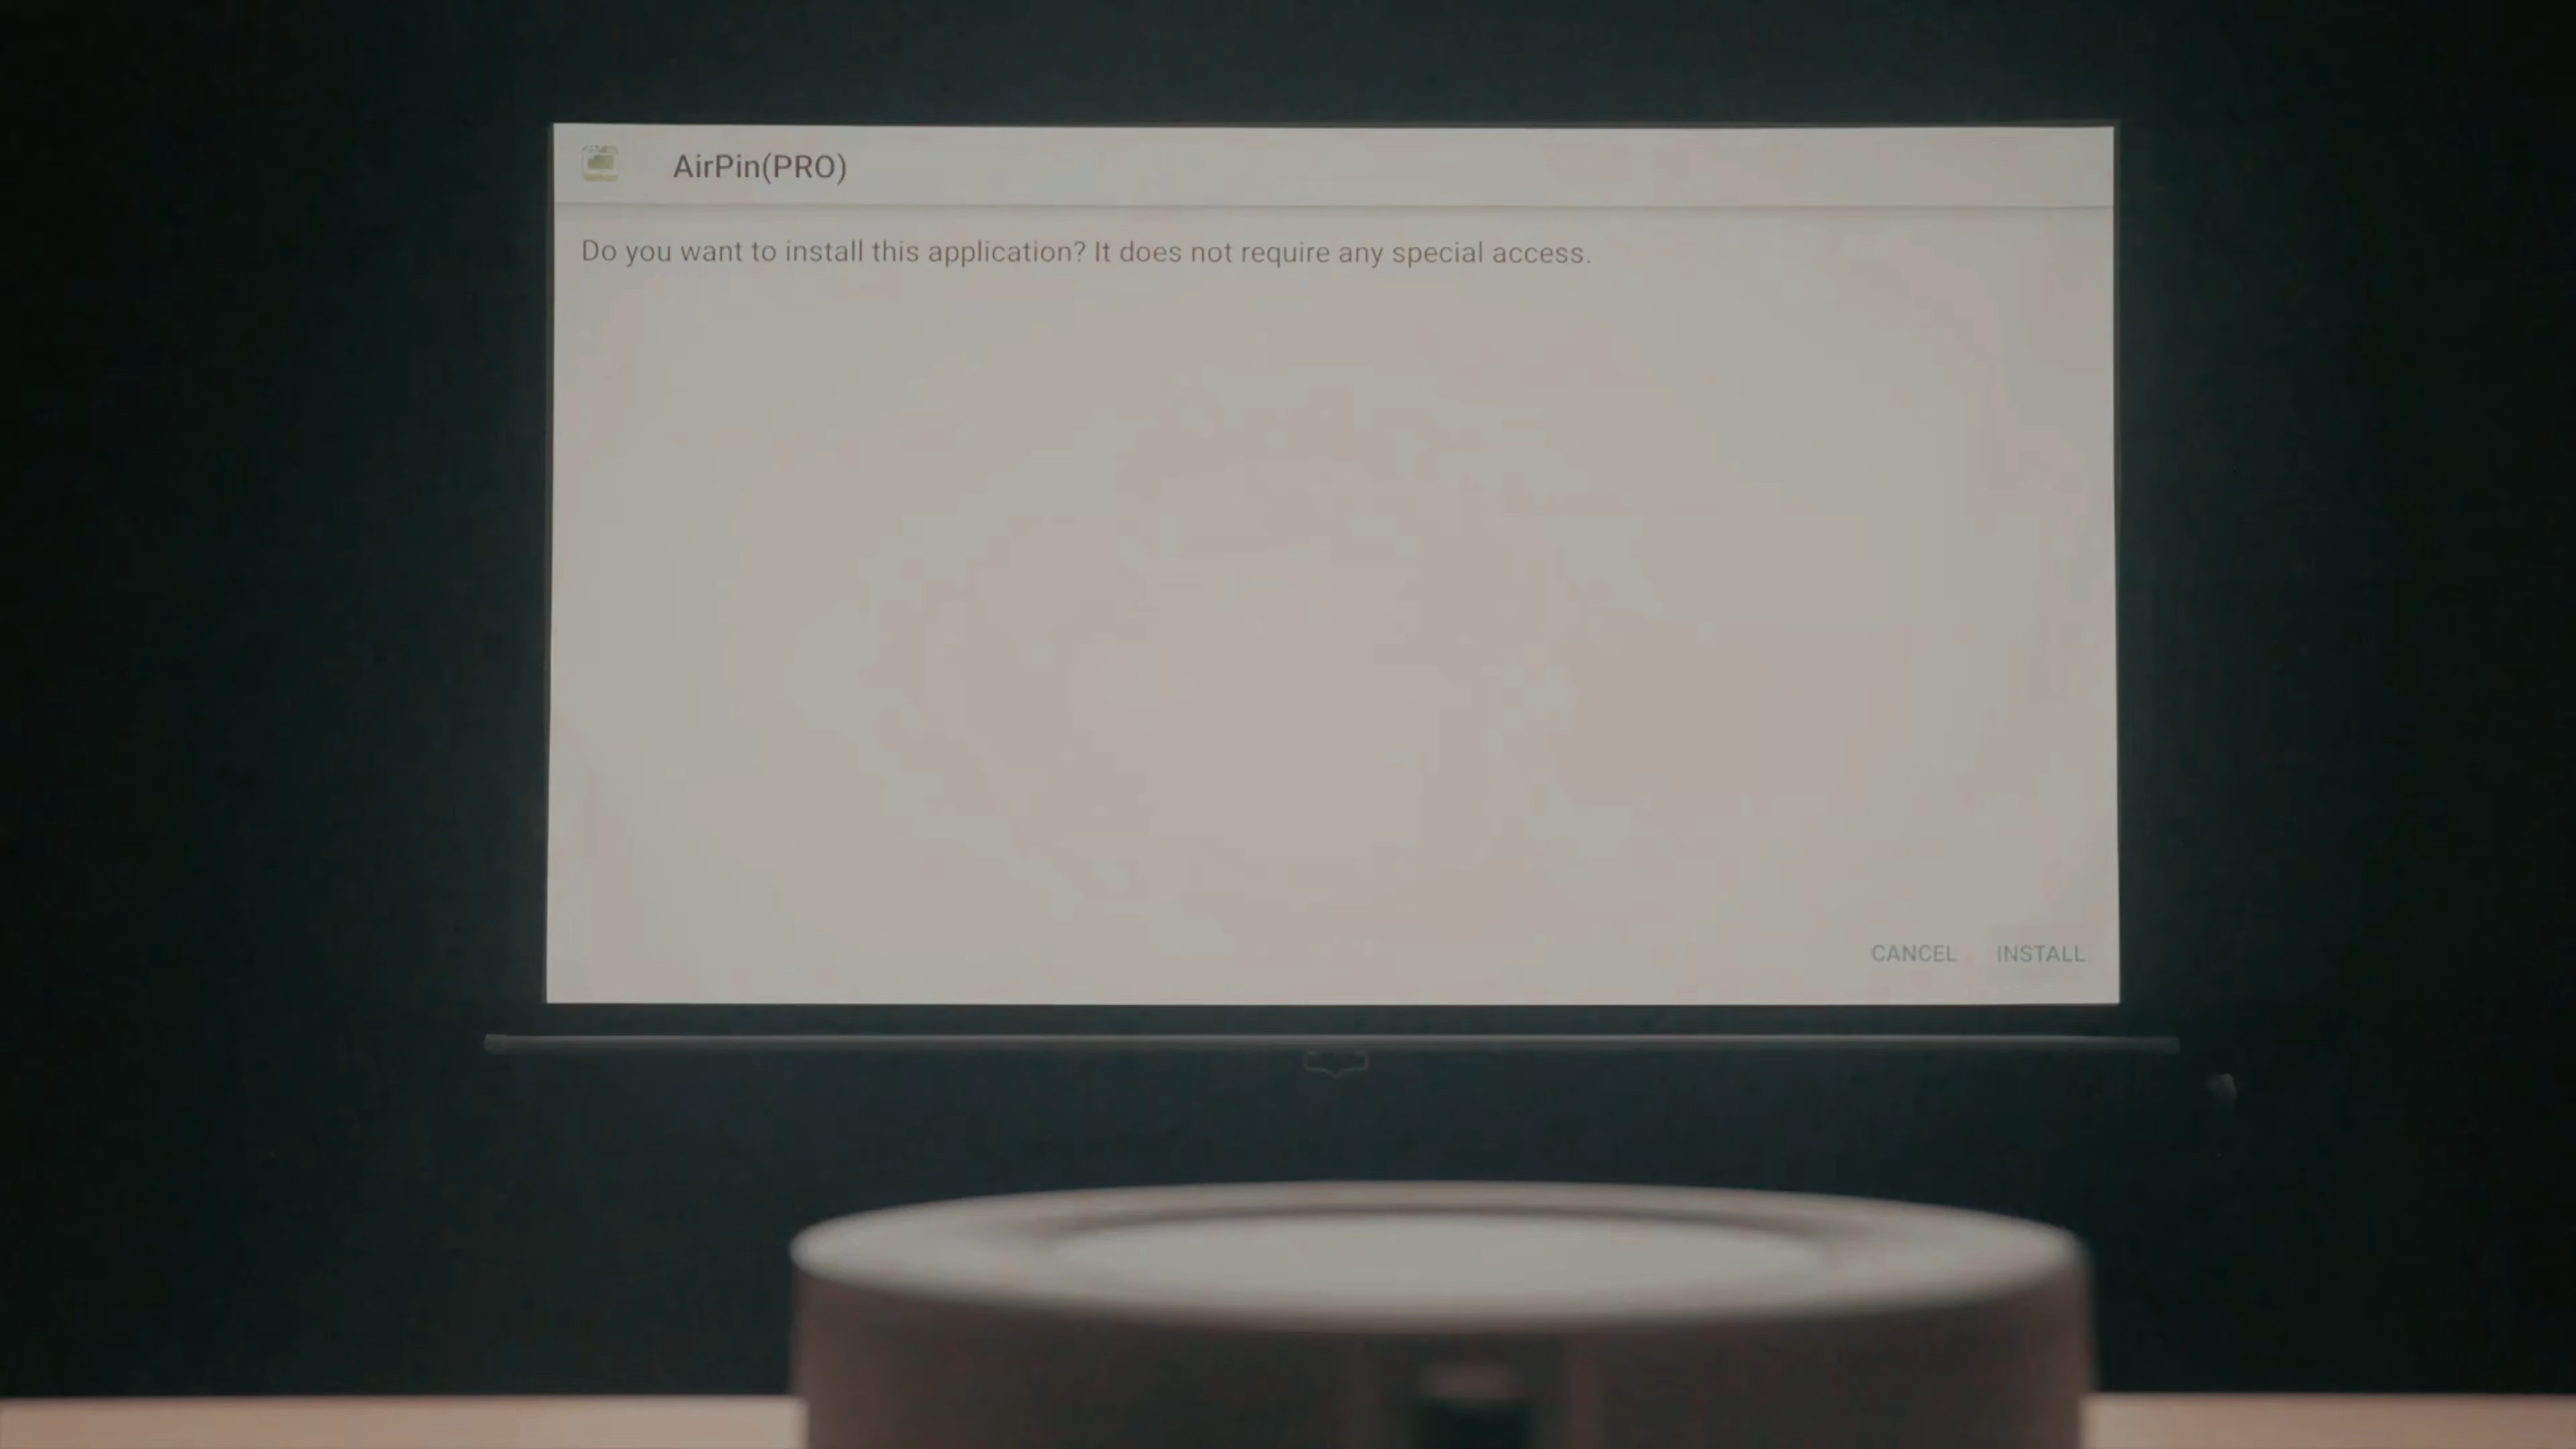 AirPin(PRO)
Do you want to install this application? It does not require any special access.
CANCEL INSTALL